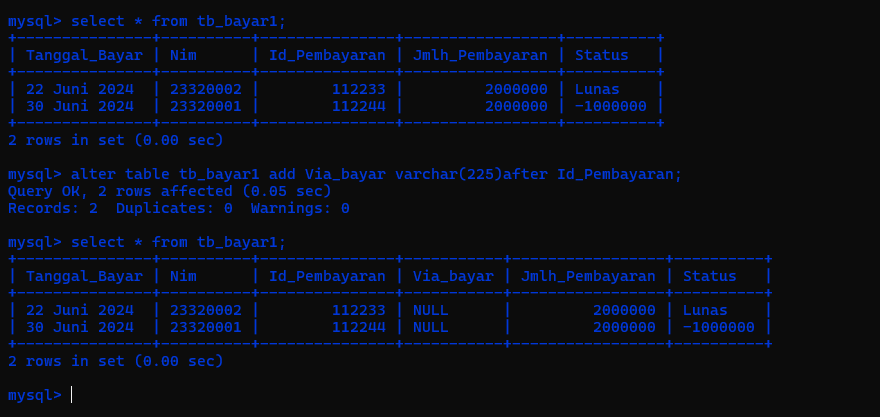 mysql> select * from tb_bayar1;
+---------------+----------+---------------+-----------------+----------+
| Tanggal_Bayar | Nim      | Id_Pembayaran | Jmlh_Pembayaran | Status   |
+---------------+----------+---------------+-----------------+----------+
| 22 Juni 2024  | 23320002 |        112233 |         2000000 | Lunas    |
| 30 Juni 2024  | 23320001 |        112244 |         2000000 | -1000000 |
+---------------+----------+---------------+-----------------+----------+
2 rows in set (0.00 sec)
mysql> alter table tb_bayar1 add Via_bayar varchar(225)after Id_Pembayaran;
Query OK, 2 rows affected (0.05 sec)
Records: 2  Duplicates: 0  Warnings: 0
mysql> select * from tb_bayar1;
+---------------+----------+---------------+-----------+-----------------+----------+
| Tanggal_Bayar | Nim      | Id_Pembayaran | Via_bayar | Jmlh_Pembayaran | Status   |
+---------------+----------+---------------+-----------+-----------------+----------+
| 22 Juni 2024  | 23320002 |        112233 | NULL      |         2000000 | Lunas    |
| 30 Juni 2024  | 23320001 |        112244 | NULL      |         2000000 | -1000000 |
+---------------+----------+---------------+-----------+-----------------+----------+
2 rows in set (0.00 sec)
mysql>